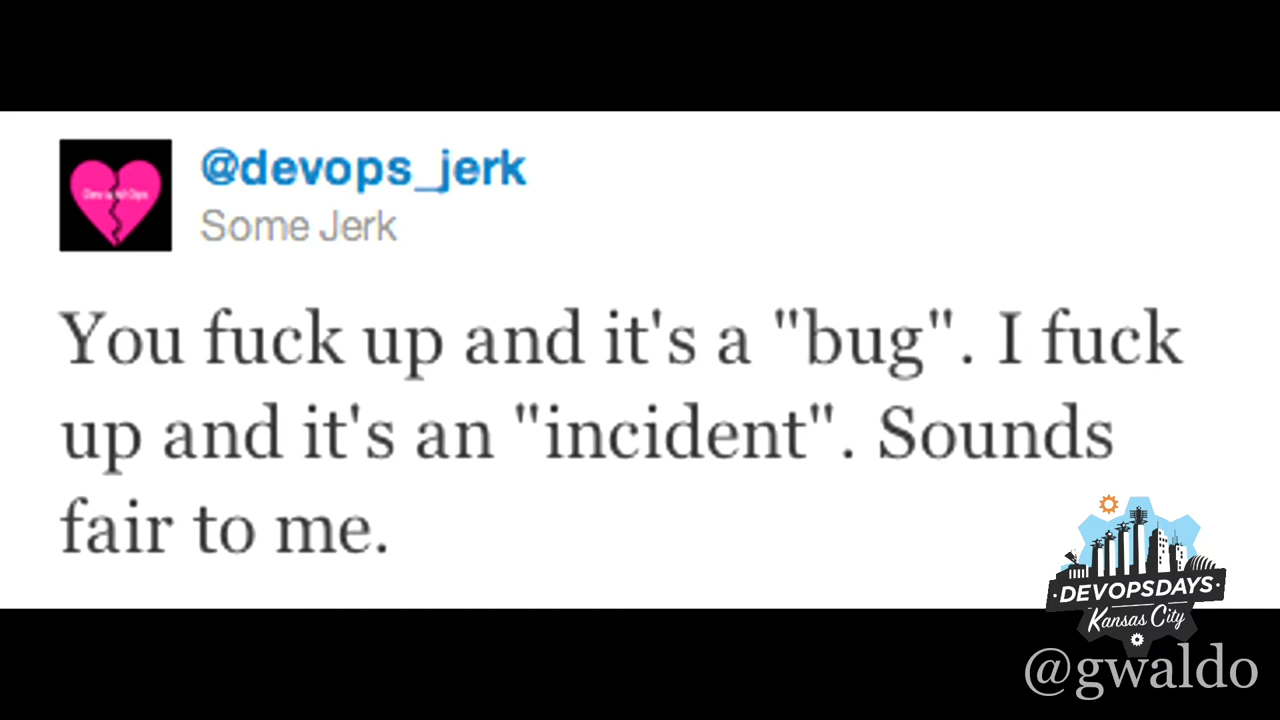 @devops_jerk
Some Jerk
You fuck up and it's a "bug". I fuck
up and it's an "incident". Sounds
fair to me.
· DEVOPSDAYS ·
Kansas City
@gwaldo